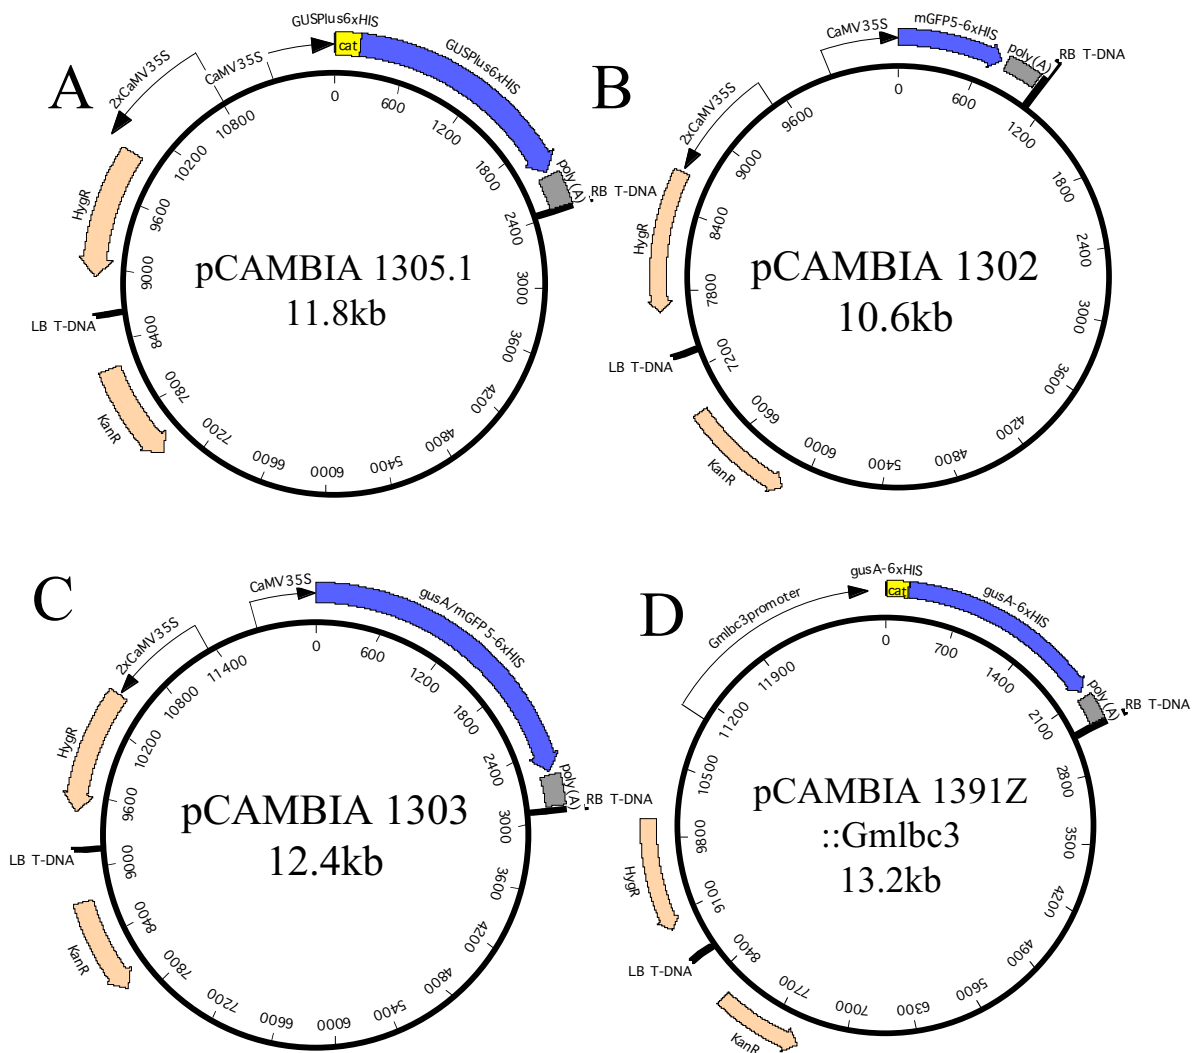 A
GUSPlus6xHIS
cat
GUSPlus6xHIS
CaMV35S
2xCaMV35S
HygR
LB T-DNA
KanR
poly(A)
RB T-DNA
pCAMBIA 1305.1
11.8kb
0
600
1200
1800
2400
3000
3600
4200
4800
5400
6000
6600
7200
7800
8400
9000
9600
10200
10800
B
CaMV35S
mGFP5-6xHIS
poly(A)
RB T-DNA
2xCaMV35S
HygR
LB T-DNA
KanR
pCAMBIA 1302
10.6kb
0
600
1200
1800
2400
3000
3600
4200
4800
5400
6000
6600
7200
7800
8400
9000
9600
C
CaMV35S
gusA/mGFP5-6xHIS
poly(A)
RB T-DNA
2xCaMV35S
HygR
LB T-DNA
KanR
pCAMBIA 1303
12.4kb
0
600
1200
1800
2400
3000
3600
4200
4800
5400
6000
6600
7200
7800
8400
9000
9600
10200
10800
11400
D
gusA-6xHIS
cat
gusA-6xHIS
Gmlbc3promoter
poly(A)
RB T-DNA
HygR
LB T-DNA
KanR
pCAMBIA 1391Z
::Gmlbc3
13.2kb
0
700
1400
2100
2800
3500
4200
4900
5600
6300
7000
7700
8400
9100
9800
10500
11200
11900